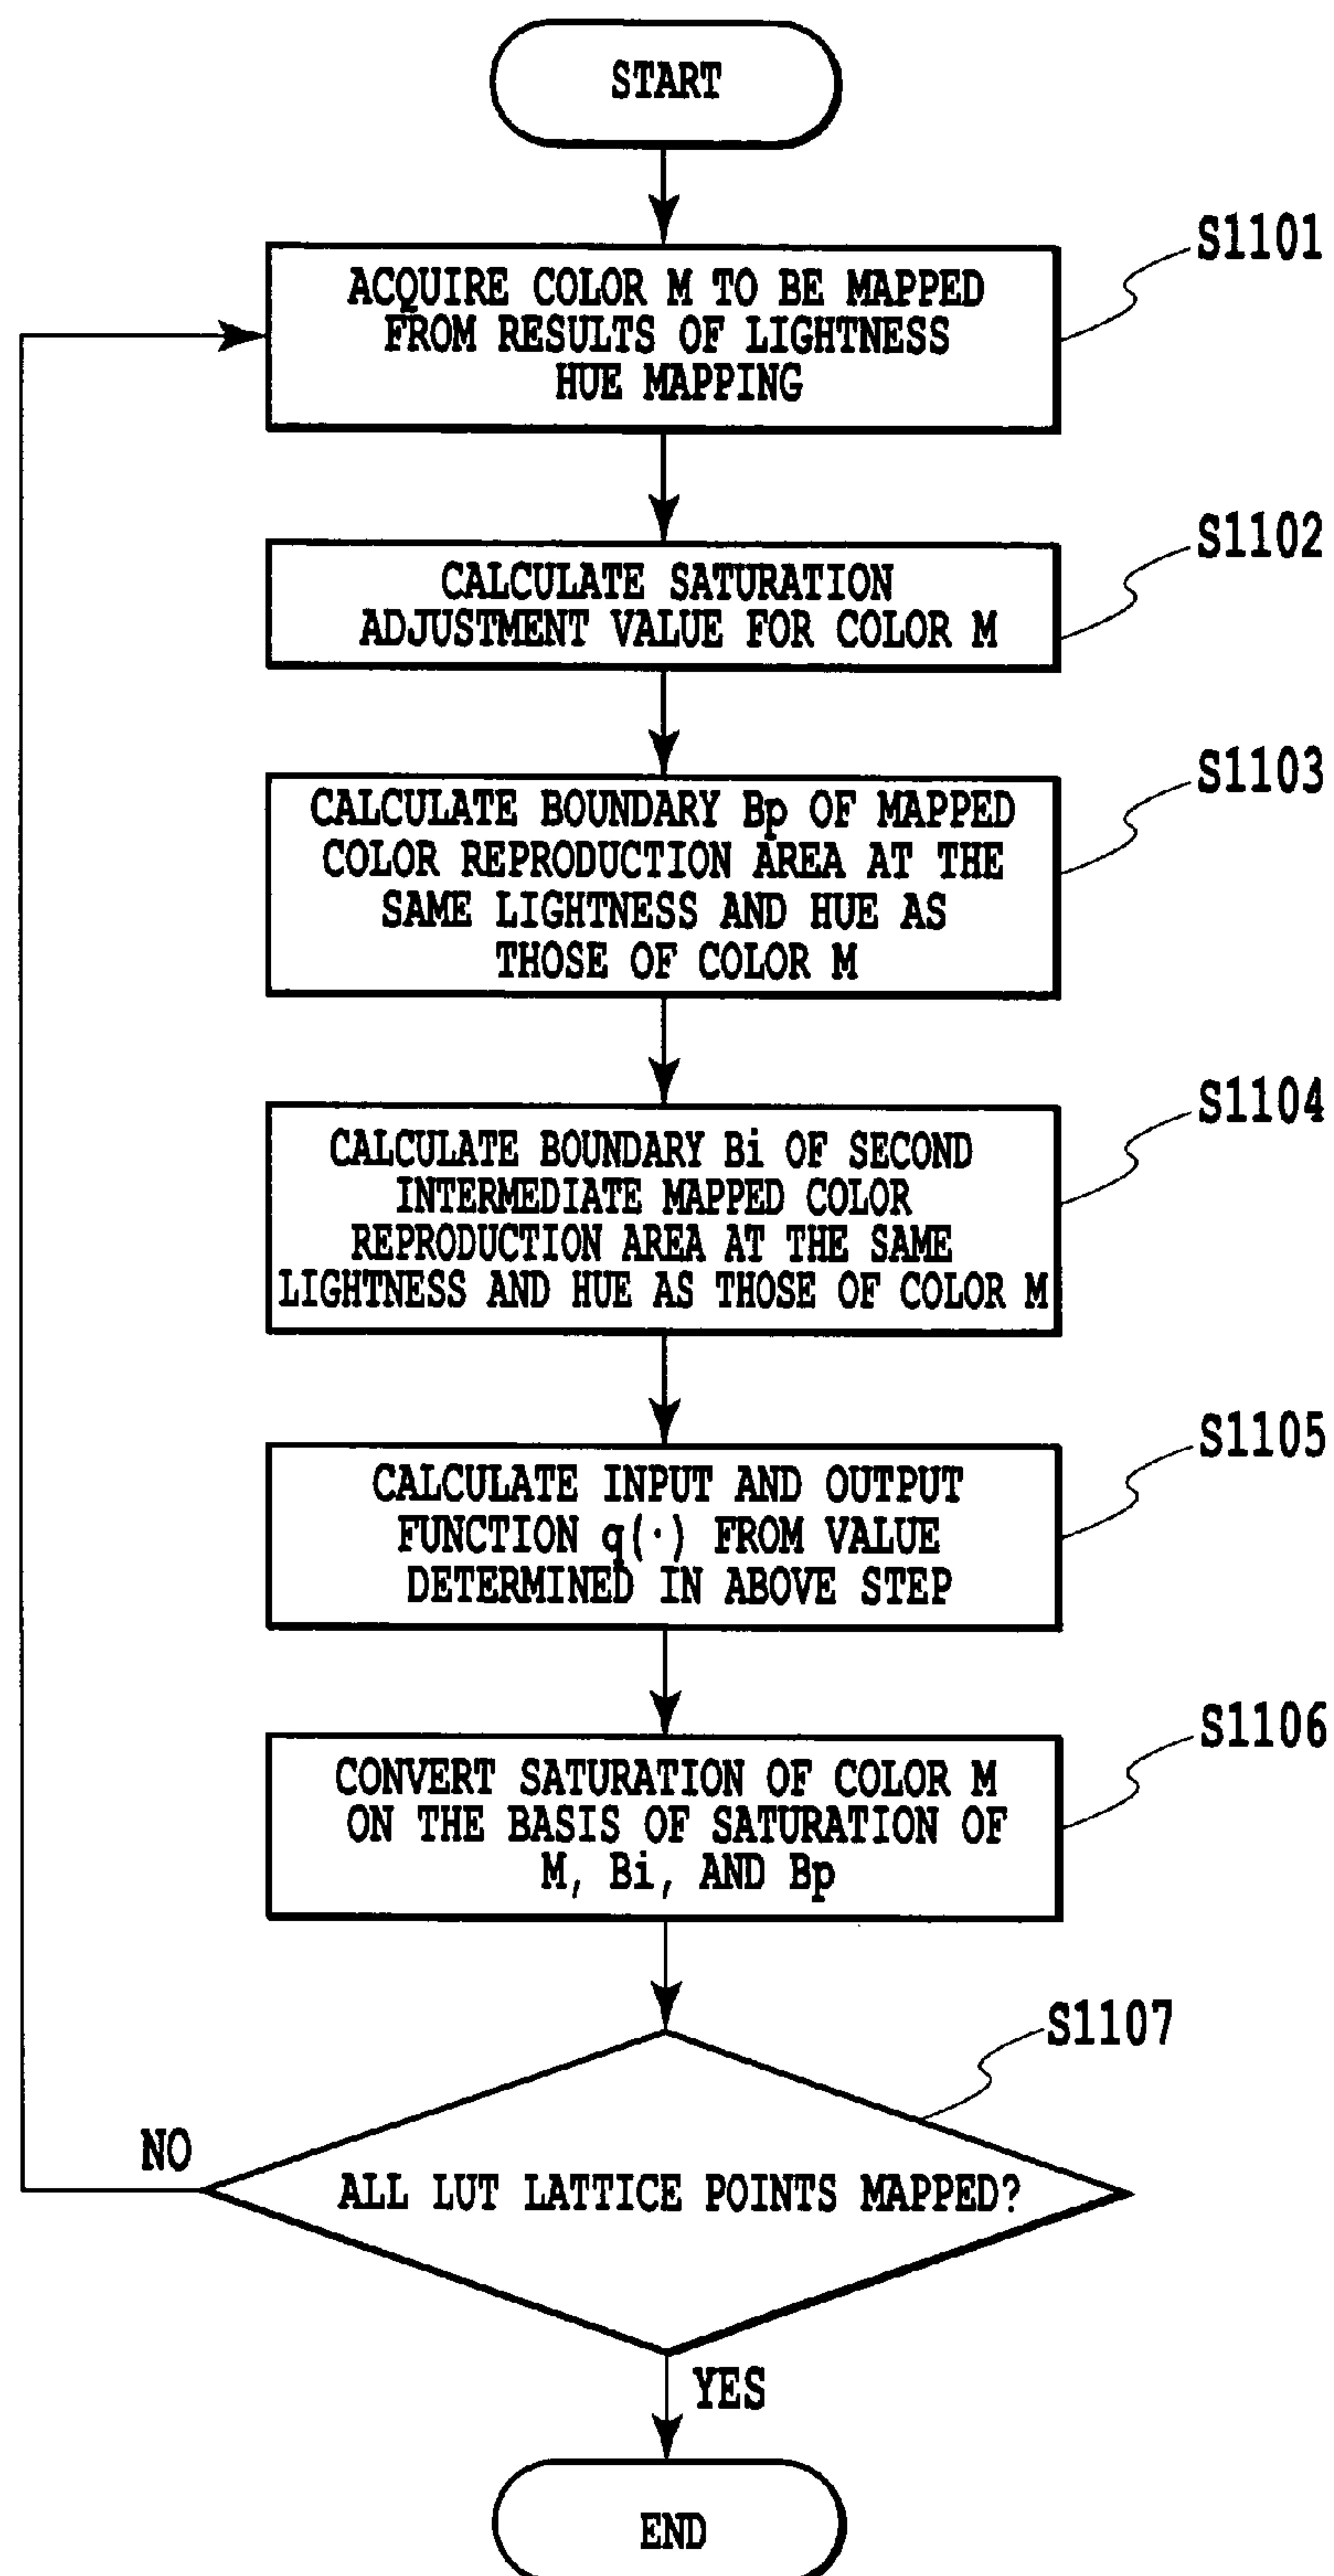 START
S1101
ACQUIRE COLOR M TO BE MAPPED
FROM RESULTS OF LIGHTNESS
HUE MAPPING
S1102
CALCULATE SATURATION
ADJUSTMENT VALUE FOR COLOR M
S1103
CALCULATE BOUNDARY Bp OF MAPPED
COLOR REPRODUCTION AREA AT THE
SAME LIGHTNESS AND HUE AS
THOSE OF COLOR M
S1104
CALCULATE BOUNDARY Bi OF SECOND
INTERMEDIATE MAPPED COLOR
REPRODUCTION AREA AT THE SAME
LIGHTNESS AND HUE AS THOSE OF COLOR M
S1105
CALCULATE INPUT AND OUTPUT
FUNCTION q(·) FROM VALUE
DETERMINED IN ABOVE STEP
S1106
CONVERT SATURATION OF COLOR M
ON THE BASIS OF SATURATION OF
M, Bi, AND Bp
S1107
NO
ALL LUT LATTICE POINTS MAPPED?
YES
END